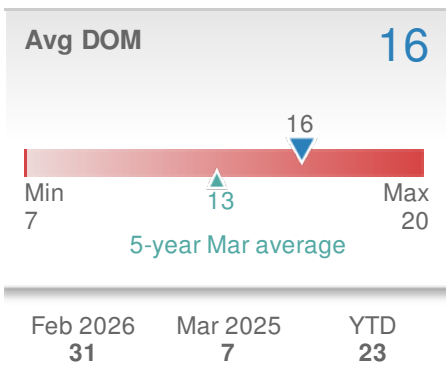 Avg DOM 16
16
Min Max
7 13 20
5-year Mar average
Feb 2026 Mar 2025 YTD
31 7 23